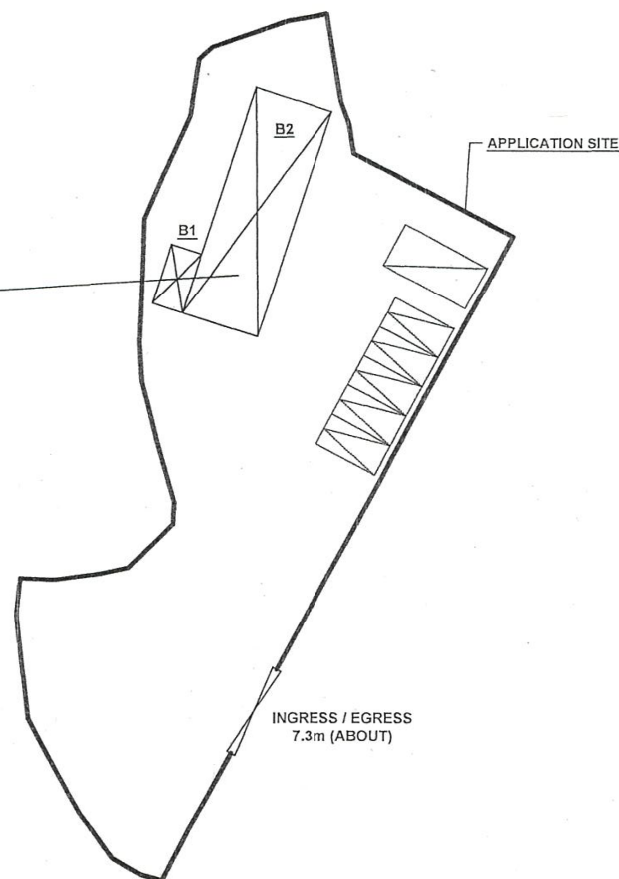 B2
APPLICATION SITE
B1
INGRESS / EGRESS
7.3m (ABOUT)